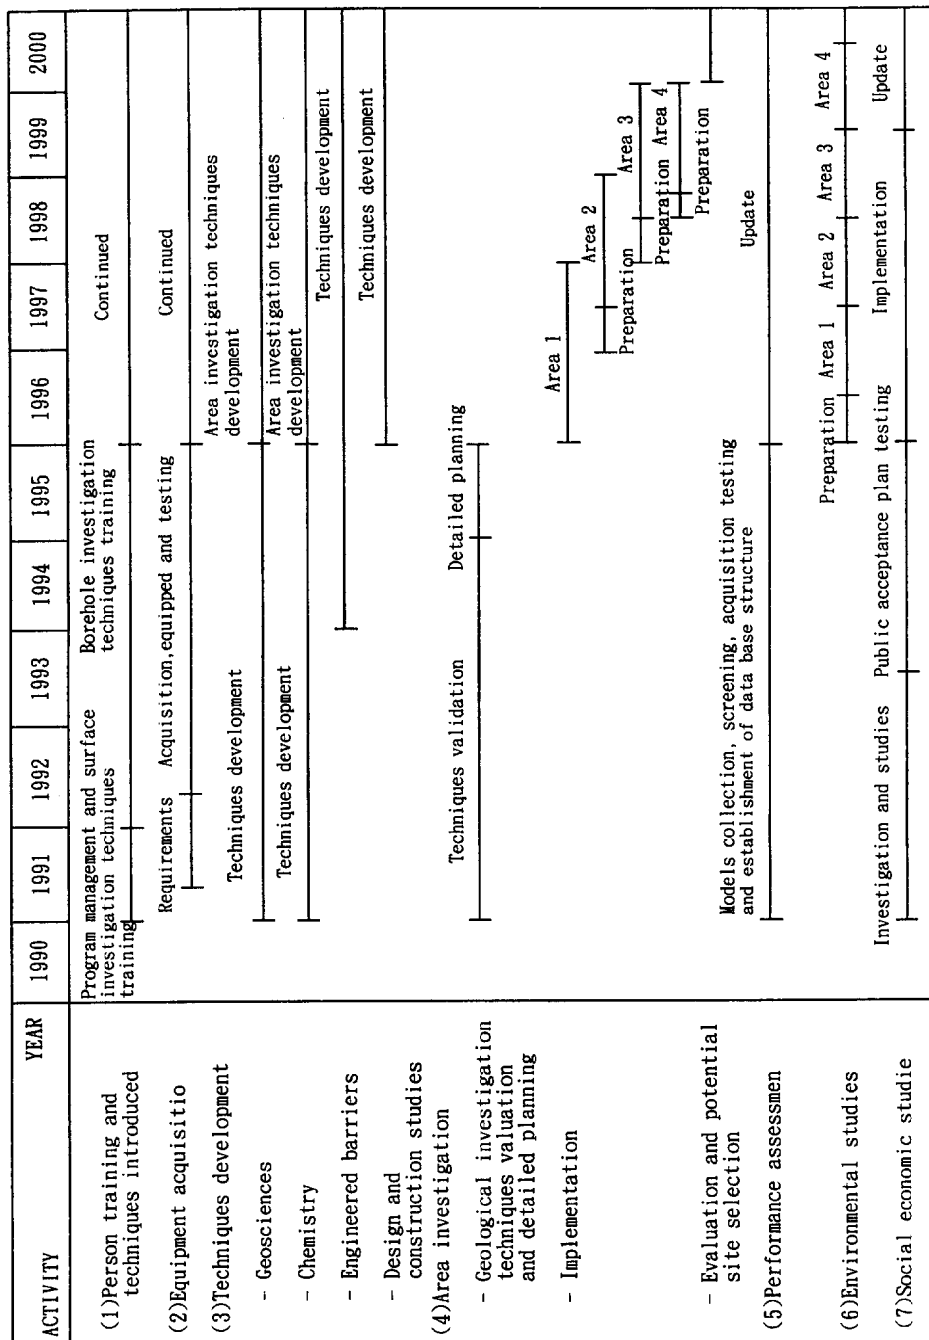 ACTIVITY YEAR 1990 1991 1992 1993 1994 1995 1996 1997 1998 1999 2000
(1)Person training and
techniques introduced
Program management and surface
investigation techniques
training
Borehole investigation
techniques training
Continued
(2)Equipment acquisitio
Requirements
Acquisition,equipped and testing
Continued
(3)Techniques development
- Geosciences
Techniques development
Area investigation techniques
development
- Chemistry
Techniques development
Area investigation techniques
development
- Engineered barriers
Techniques development
- Design and
construction studies
Techniques development
(4)Area investigation
- Geological investigation
techniques valuation
and detailed planning
Techniques validation
Detailed planning
- Implementation
Area 1
Area 2
Preparation
Area 3
Preparation
Area 4
Preparation
- Evaluation and potential
site selection
(5)Performance assessmen
Models collection, screening, acquisition testing
and establishment of data base structure
Update
(6)Environmental studies
Preparation
Area 1
Area 2
Area 3
Area 4
(7)Social economic studie
Investigation and studies
Public acceptance plan testing
Implementation
Update